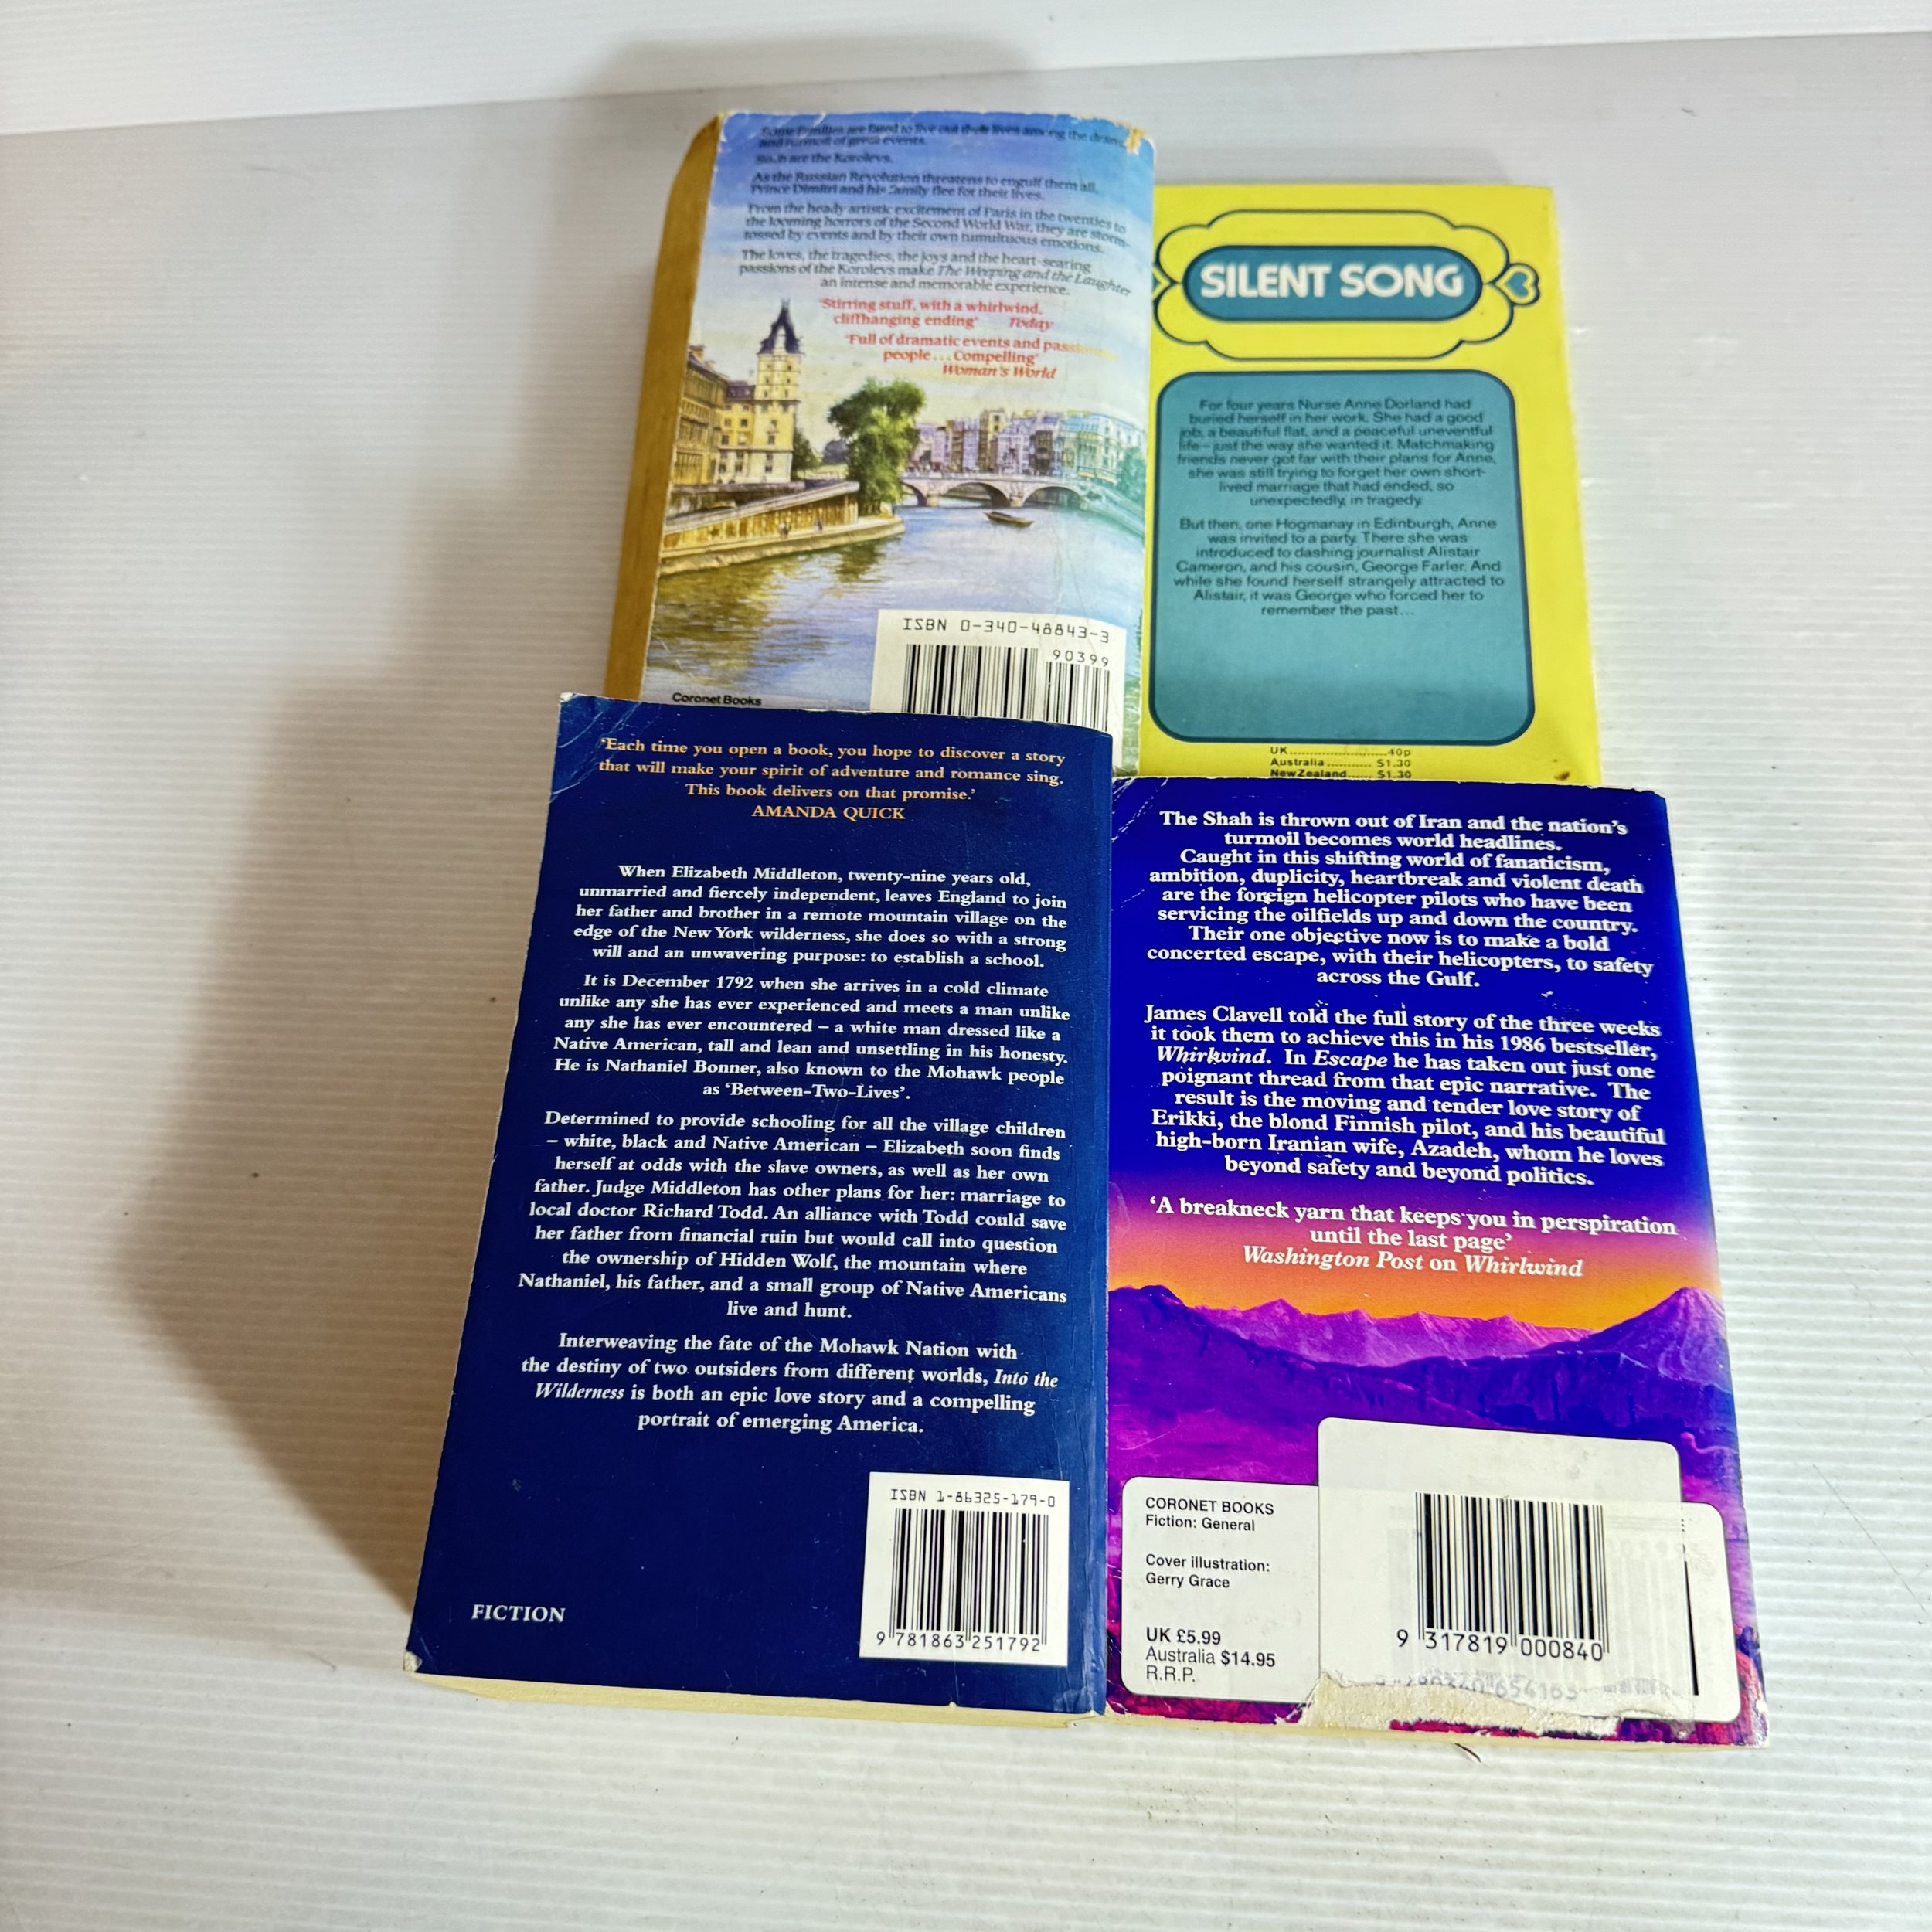 Some families are fated to live out their lives among the drama
and turmoil of great events.
Such are the Korolevs.
As the Russian Revolution threatens to engulf them all,
Prince Dimitri and his family flee for their lives.
From the heady artistic excitement of Paris in the twenties to
the looming horrors of the Second World War, they are storm-
tossed by events and by their own tumultuous emotions.
The loves, the tragedies, the joys and the heart-searing
passions of the Korolevs make The Weeping and the Laughter
an intense and memorable experience.
'Stirring stuff, with a whirlwind,
cliffhanging ending' Today
'Full of dramatic events and passionate
people... Compelling'
Woman's World
ISBN 0-340-48843-3
90399
Coronet Books
SILENT SONG
For four years Nurse Anne Dorland had
buried herself in her work. She had a good
job, a beautiful flat, and a peaceful uneventful
life – just the way she wanted it. Matchmaking
friends never got far with their plans for Anne,
she was still trying to forget her own short-
lived marriage that had ended, so
unexpectedly, in tragedy.
But then, one Hogmanay in Edinburgh, Anne
was invited to a party. There she was
introduced to dashing journalist Alistair
Cameron, and his cousin, George Farler. And
while she found herself strangely attracted to
Alistair, it was George who forced her to
remember the past...
UK..........................40p
Australia........... $1.30
NewZealand...... $1.30
'Each time you open a book, you hope to discover a story
that will make your spirit of adventure and romance sing.
This book delivers on that promise.'
AMANDA QUICK
When Elizabeth Middleton, twenty-nine years old,
unmarried and fiercely independent, leaves England to join
her father and brother in a remote mountain village on the
edge of the New York wilderness, she does so with a strong
will and an unwavering purpose: to establish a school.
It is December 1792 when she arrives in a cold climate
unlike any she has ever experienced and meets a man unlike
any she has ever encountered – a white man dressed like a
Native American, tall and lean and unsettling in his honesty.
He is Nathaniel Bonner, also known to the Mohawk people
as 'Between-Two-Lives'.
Determined to provide schooling for all the village children
– white, black and Native American – Elizabeth soon finds
herself at odds with the slave owners, as well as her own
father. Judge Middleton has other plans for her: marriage to
local doctor Richard Todd. An alliance with Todd could save
her father from financial ruin but would call into question
the ownership of Hidden Wolf, the mountain where
Nathaniel, his father, and a small group of Native Americans
live and hunt.
Interweaving the fate of the Mohawk Nation with
the destiny of two outsiders from different worlds, Into the
Wilderness is both an epic love story and a compelling
portrait of emerging America.
ISBN 1-86325-179-0
9 781863 251792
FICTION
The Shah is thrown out of Iran and the nation's
turmoil becomes world headlines.
Caught in this shifting world of fanaticism,
ambition, duplicity, heartbreak and violent death
are the foreign helicopter pilots who have been
servicing the oilfields up and down the country.
Their one objective now is to make a bold
concerted escape, with their helicopters, to safety
across the Gulf.
James Clavell told the full story of the three weeks
it took them to achieve this in his 1986 bestseller,
Whirlwind. In Escape he has taken out just one
poignant thread from that epic narrative. The
result is the moving and tender love story of
Erikki, the blond Finnish pilot, and his beautiful
high-born Iranian wife, Azadeh, whom he loves
beyond safety and beyond politics.
'A breakneck yarn that keeps you in perspiration
until the last page'
Washington Post on Whirlwind
CORONET BOOKS
Fiction: General
Cover illustration:
Gerry Grace
UK £5.99
Australia $14.95
R.R.P.
9 317819 000840